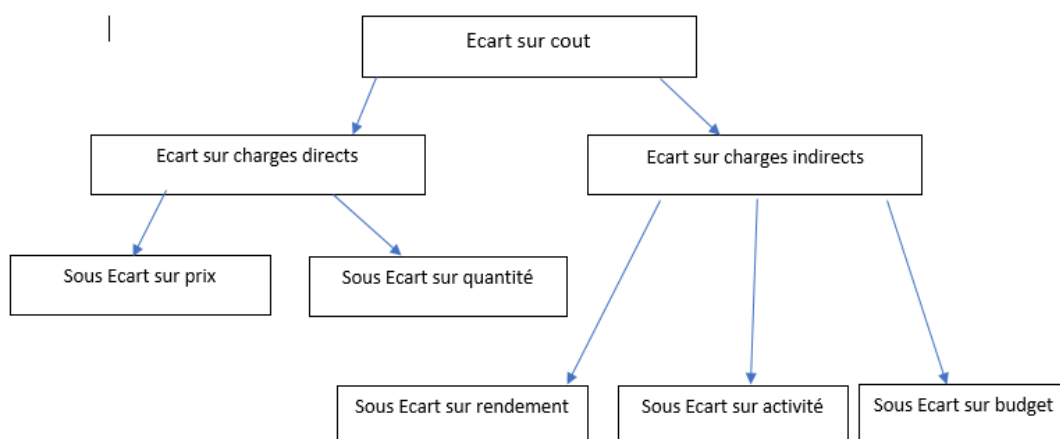 Ecart sur cout
Ecart sur charges directs
Ecart sur charges indirects
Sous Ecart sur prix
Sous Ecart sur quantité
Sous Ecart sur rendement
Sous Ecart sur activité
Sous Ecart sur budget